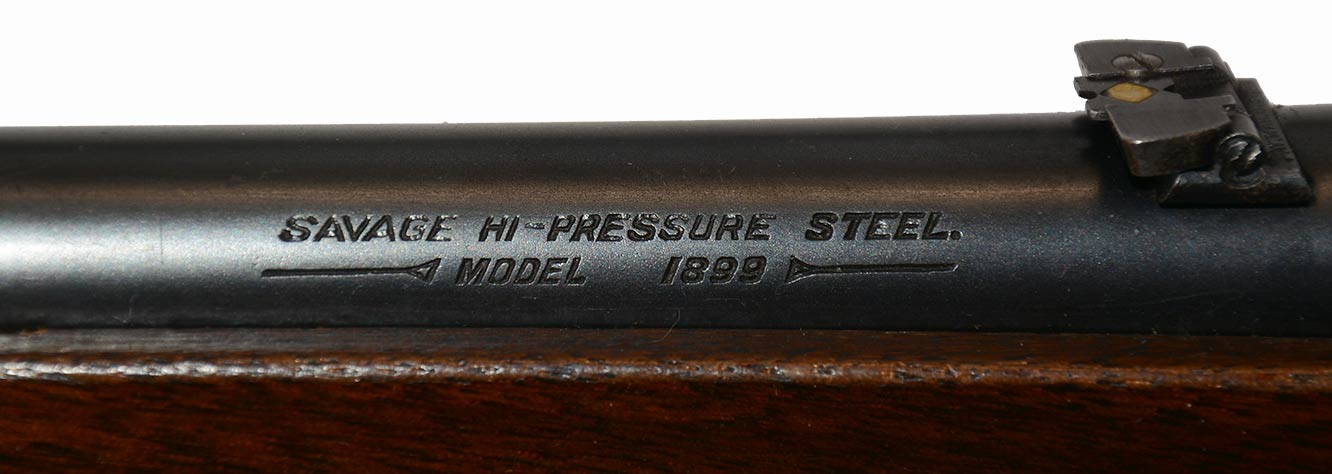 SAVAGE HI-PRESSURE STEEL.
MODEL 1899